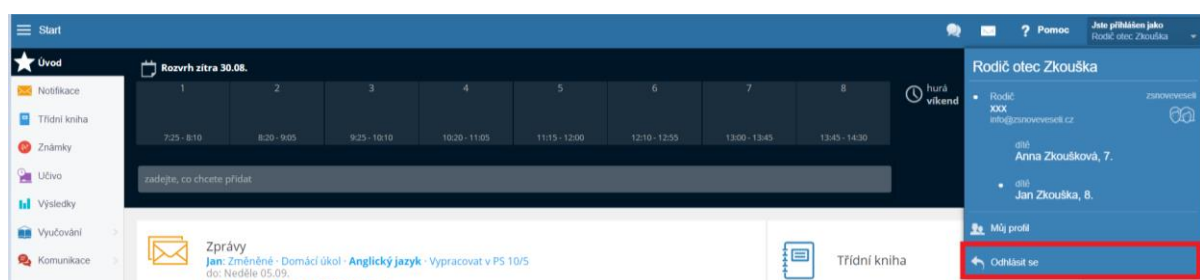 Start
Pomoc
Jste přihlášen jako
Rodič otec Zkouška
Úvod
Notifikace
Třídní kniha
Známky
Učivo
Výsledky
Vyučování
Komunikace
Rozvrh zítra 30.08.
1 2 3 4 5 6 7 8
7:25 - 8:10 8:20 - 9:05 9:25 - 10:10 10:20 - 11:05 11:15 - 12:00 12:10 - 12:55 13:00 - 13:45 13:45 - 14:30
hurá
víkend
zadejte, co chcete přidat
Zprávy
Jan: Změněné · Domácí úkol · Anglický jazyk · Vypracovat v PS 10/5
do: Neděle 05.09.
Třídní kniha
Rodič otec Zkouška
Rodič zsnoveveseli
xxx
info@zsnoveveseli.cz
dítě
Anna Zkoušková, 7.
dítě
Jan Zkouška, 8.
Můj profil
Odhlásit se